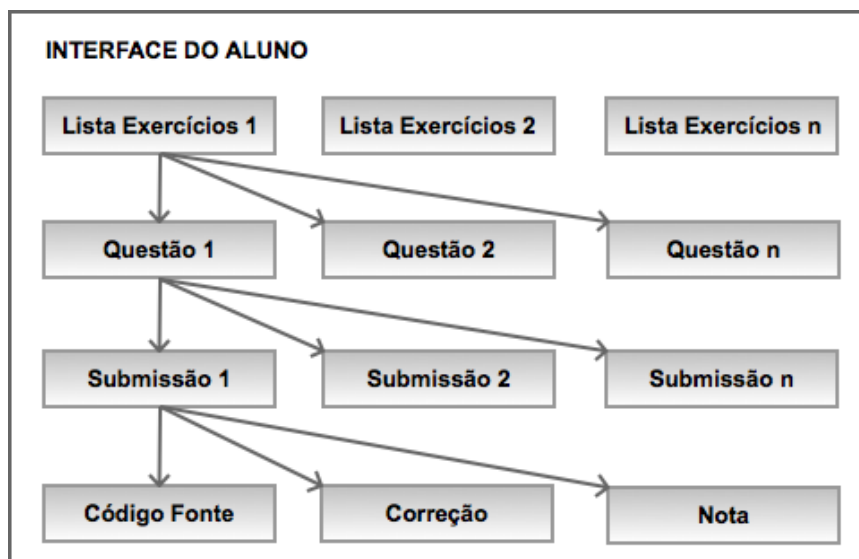 INTERFACE DO ALUNO
Lista Exercícios 1
Lista Exercícios 2
Lista Exercícios n
Questão 1
Questão 2
Questão n
Submissão 1
Submissão 2
Submissão n
Código Fonte
Correção
Nota